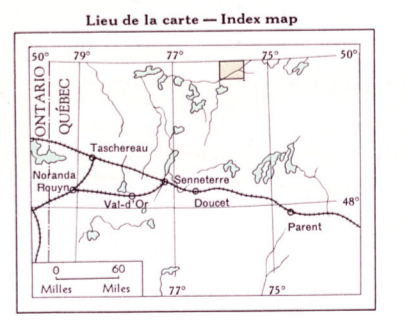 Lieu de la carte — Index map
50° 79° 77° 75° 50°
ONTARIO
QUÉBEC
50°
Taschereau
Noranda
Rouyn
Senneterre
Val-d'Or
Doucet
48°
Parent
0 60
Milles Miles
77° 75°